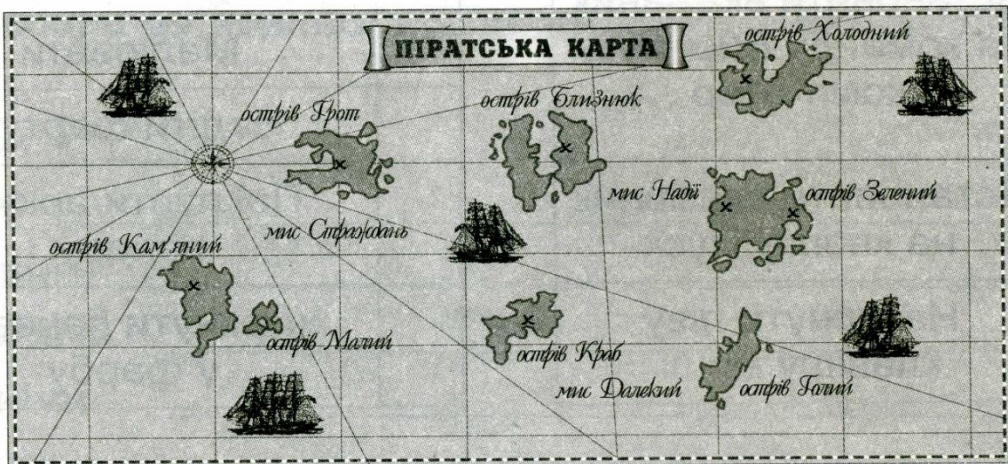 ПІРАТСЬКА КАРТА
острів Холодний
острів Грот
острів Близнюк
мис Надії
острів Зелений
мис Страждань
острів Кам'яний
острів Малий
острів Краб
мис Далекий
острів Голий